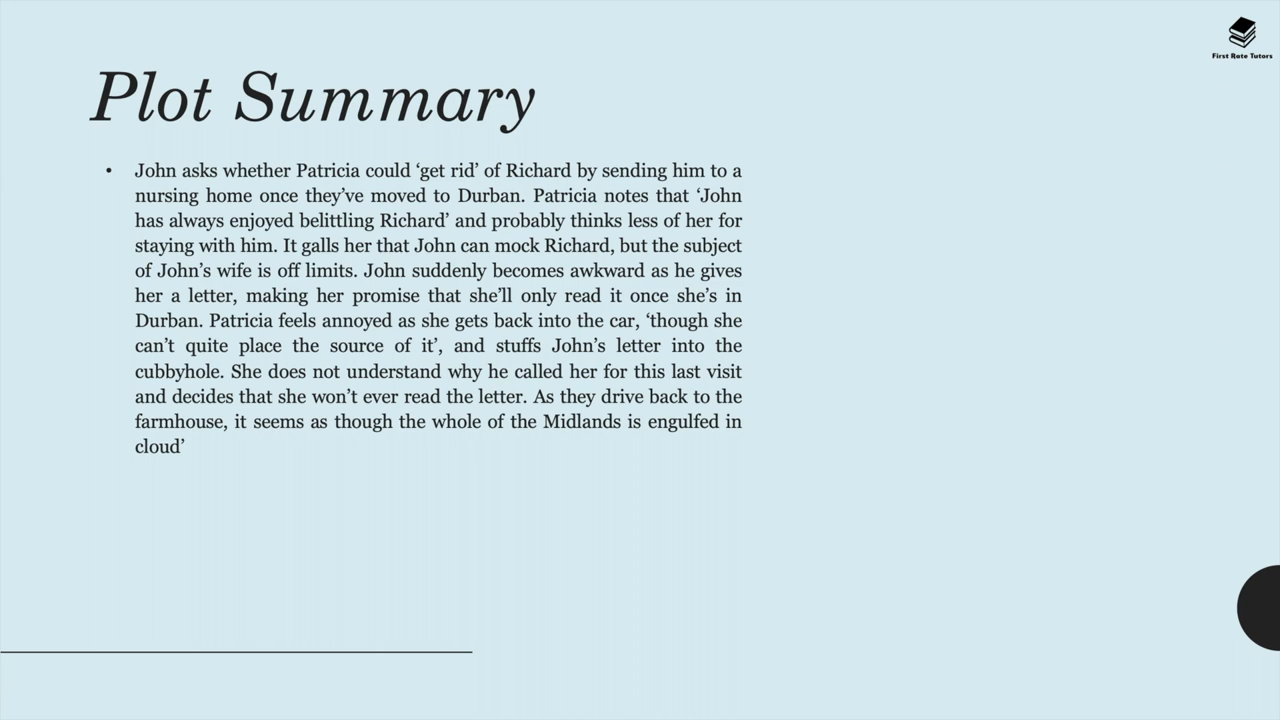 First Rate Tutors
Plot Summary
• John asks whether Patricia could ‘get rid’ of Richard by sending him to a
nursing home once they’ve moved to Durban. Patricia notes that ‘John
has always enjoyed belittling Richard’ and probably thinks less of her for
staying with him. It galls her that John can mock Richard, but the subject
of John’s wife is off limits. John suddenly becomes awkward as he gives
her a letter, making her promise that she’ll only read it once she’s in
Durban. Patricia feels annoyed as she gets back into the car, ‘though she
can’t quite place the source of it’, and stuffs John’s letter into the
cubbyhole. She does not understand why he called her for this last visit
and decides that she won’t ever read the letter. As they drive back to the
farmhouse, it seems as though the whole of the Midlands is engulfed in
cloud’